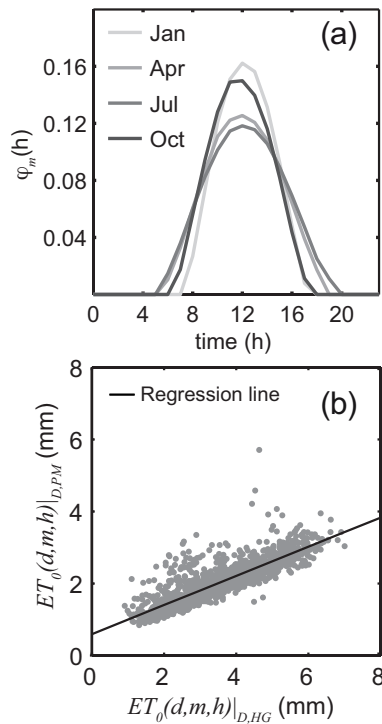 (a)
Jan
Apr
Jul
Oct
0.16
0.12
0.08
0.04
φm(h)
0 4 8 12 16 20
time (h)
(b)
Regression line
8
6
4
2
0
ET0(d,m,h)|D,PM (mm)
0 2 4 6 8
ET0(d,m,h)|D,HG (mm)